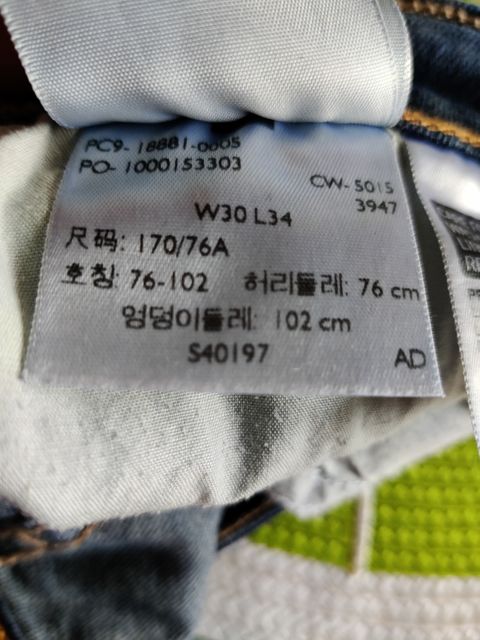 PC9- 18881-0005
PO- 1000153303
CW- 5015
3947
W30 L34
尺码: 170/76A
호칭: 76-102 허리둘레: 76 cm
엉덩이둘레: 102 cm
S40197 AD